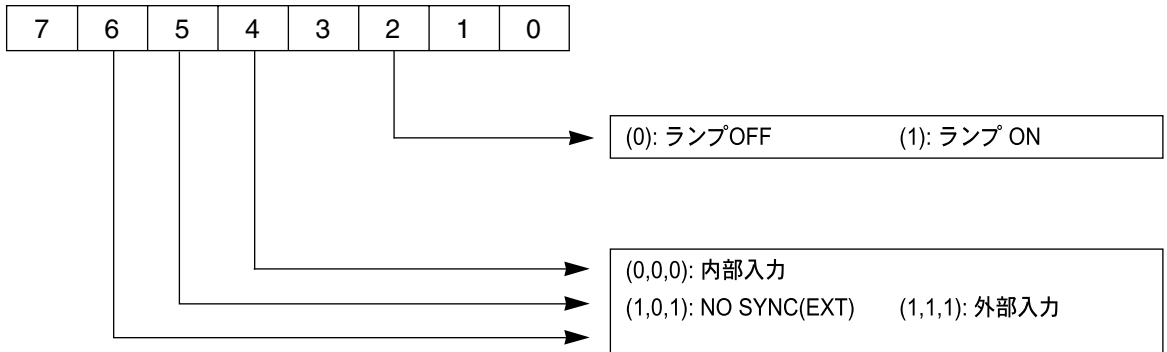 7 6 5 4 3 2 1 0
(0): ランプOFF (1): ランプ ON
(0,0,0): 内部入力
(1,0,1): NO SYNC(EXT) (1,1,1): 外部入力